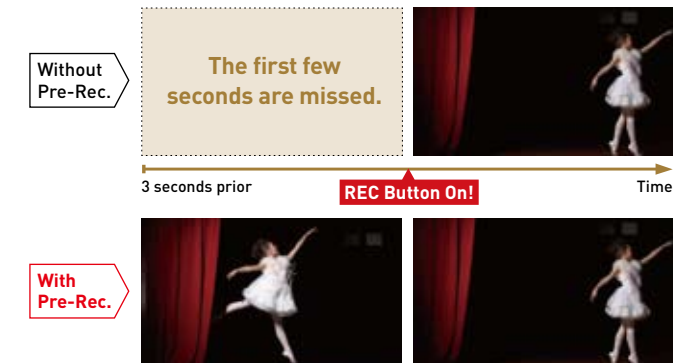 Without
Pre-Rec.
The first few
seconds are missed.
3 seconds prior
REC Button On!
Time
With
Pre-Rec.